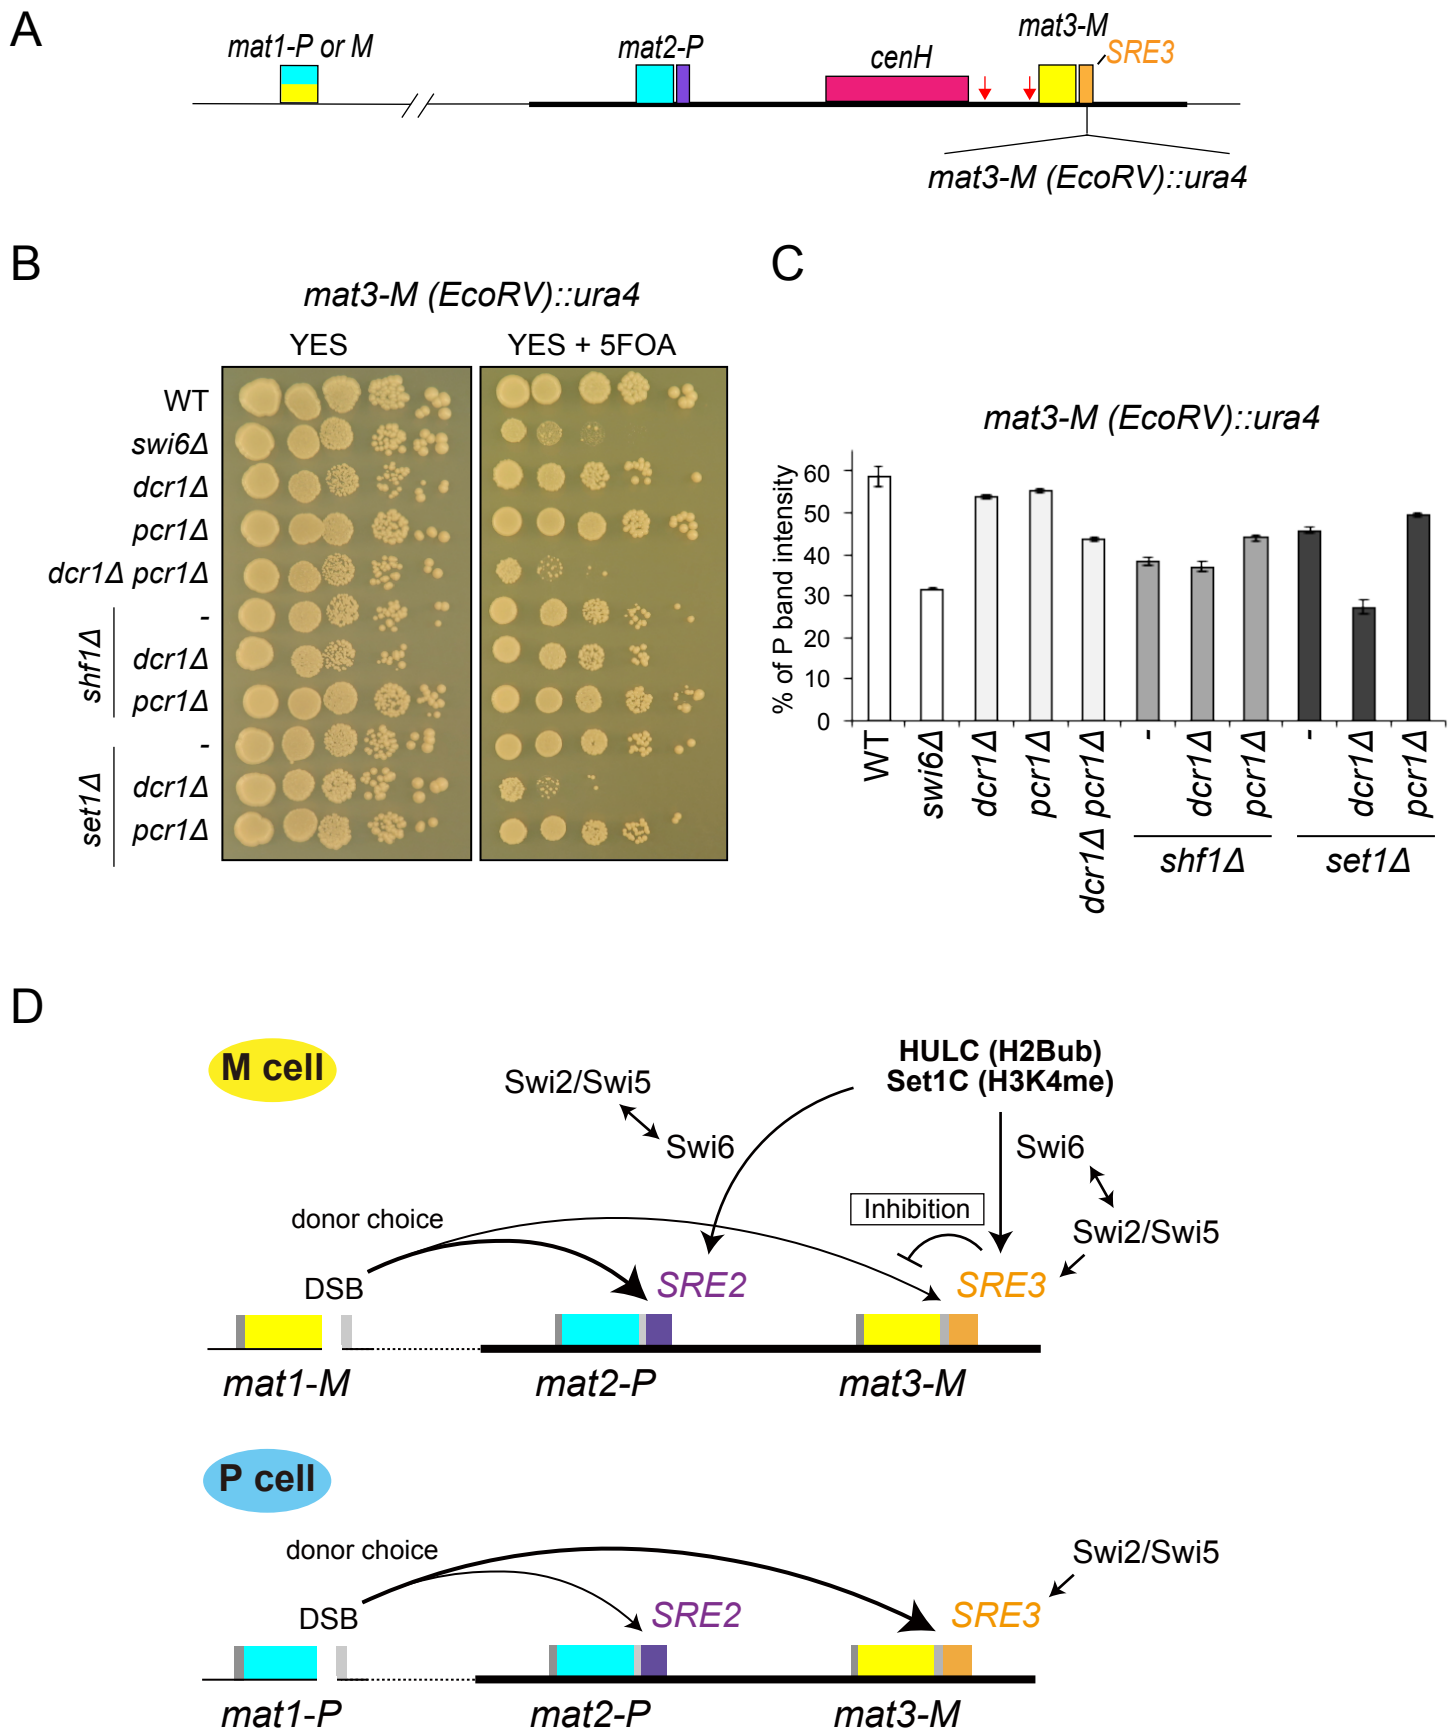 A
mat1-P or M
mat2-P
cenH
mat3-M
SRE3
mat3-M (EcoRV)::ura4
B
mat3-M (EcoRV)::ura4
YES
YES + 5FOA
WT
swi6Δ
dcr1Δ
pcr1Δ
dcr1Δ pcr1Δ
shf1Δ
-
dcr1Δ
pcr1Δ
set1Δ
-
dcr1Δ
pcr1Δ
C
mat3-M (EcoRV)::ura4
% of P band intensity
60
50
40
30
20
10
0
WT
swi6Δ
dcr1Δ
pcr1Δ
dcr1Δ pcr1Δ
-
dcr1Δ
pcr1Δ
shf1Δ
-
dcr1Δ
pcr1Δ
set1Δ
D
M cell
HULC (H2Bub)
Set1C (H3K4me)
Swi2/Swi5
Swi6
Swi6
Inhibition
Swi2/Swi5
donor choice
DSB
SRE2
SRE3
mat1-M
mat2-P
mat3-M
P cell
donor choice
Swi2/Swi5
DSB
SRE2
SRE3
mat1-P
mat2-P
mat3-M